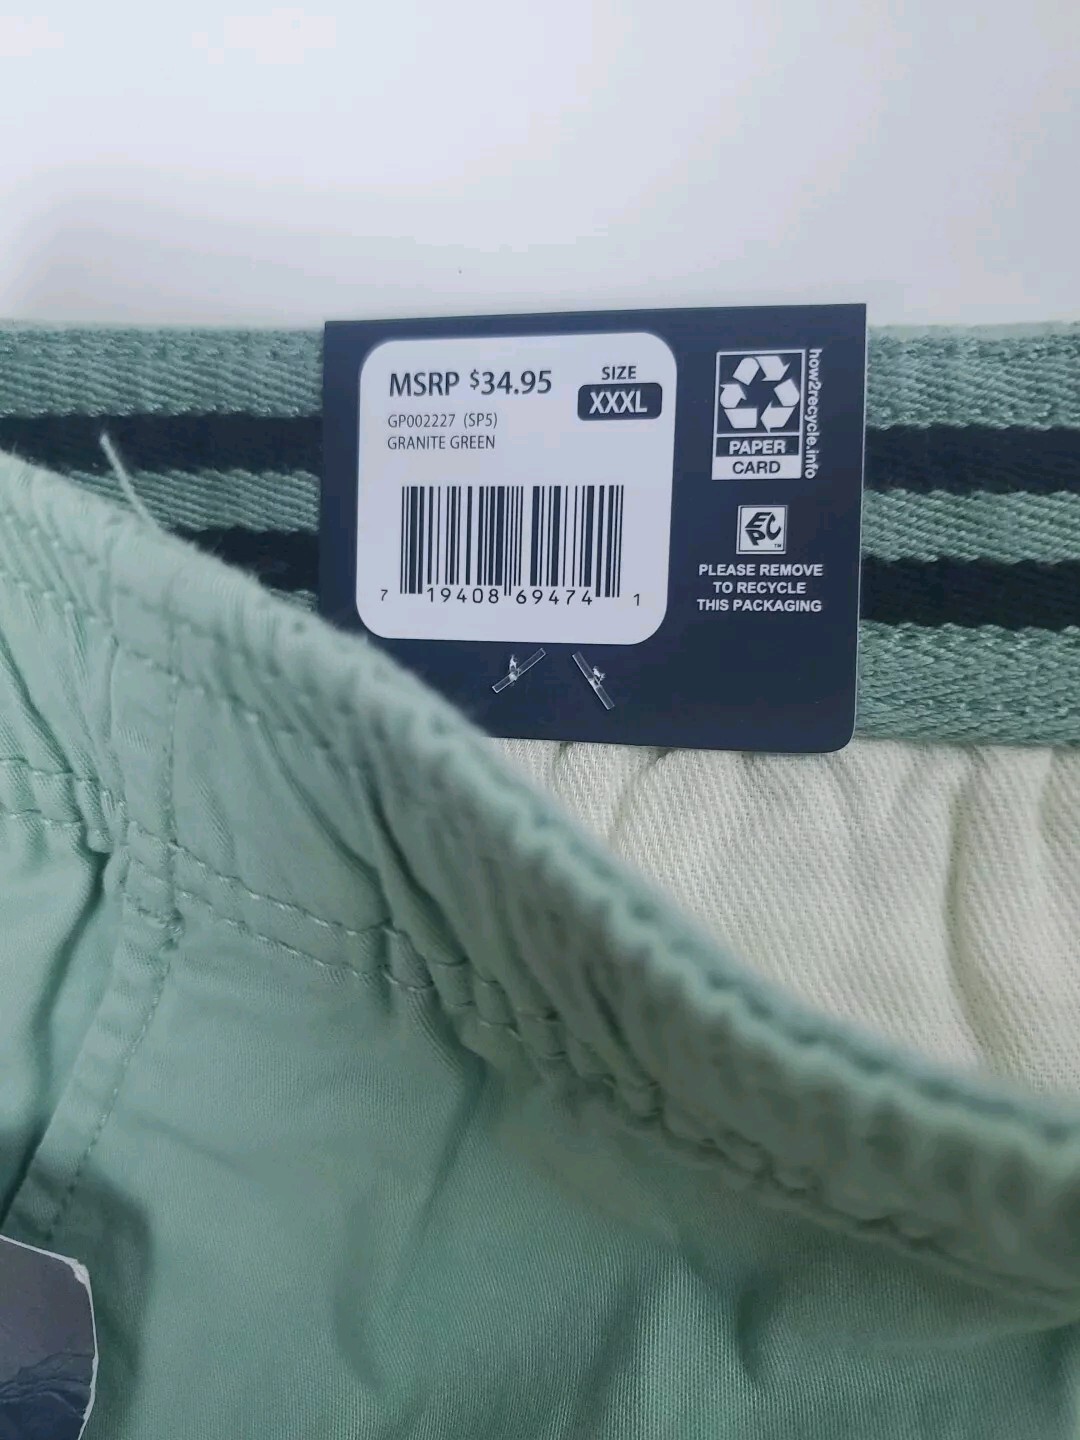 MSRP $34.95
SIZE
XXXL
GP002227 (SP5)
GRANITE GREEN
7 19408 69474 1
how2recycle.info
PAPER
CARD
EPC™
PLEASE REMOVE
TO RECYCLE
THIS PACKAGING